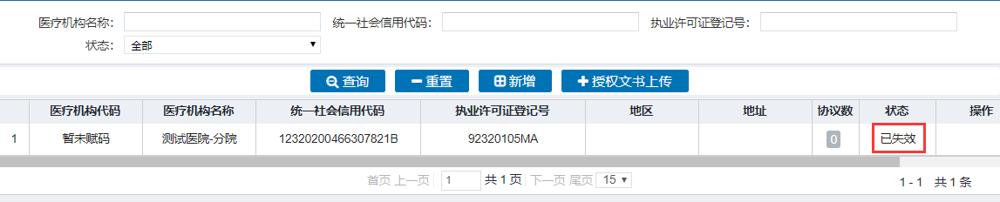 医疗机构名称： 统一社会信用代码： 执业许可证登记号：
状态： 全部
查询 重置 新增 授权文书上传
医疗机构代码 医疗机构名称 统一社会信用代码 执业许可证登记号 地区 地址 协议数 状态 操作
1 暂未赋码 测试医院-分院 12320200466307821B 92320105MA 0 已失效
首页 上一页 1 共 1 页 下一页 尾页 15 1 - 1 共 1 条